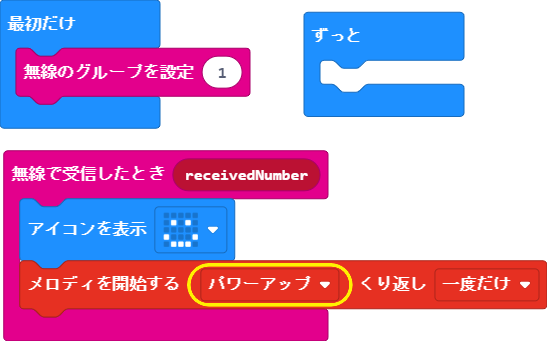 最初だけ
無線のグループを設定 1
ずっと
無線で受信したとき receivedNumber
アイコンを表示
メロディを開始する パワーアップ くり返し 一度だけ